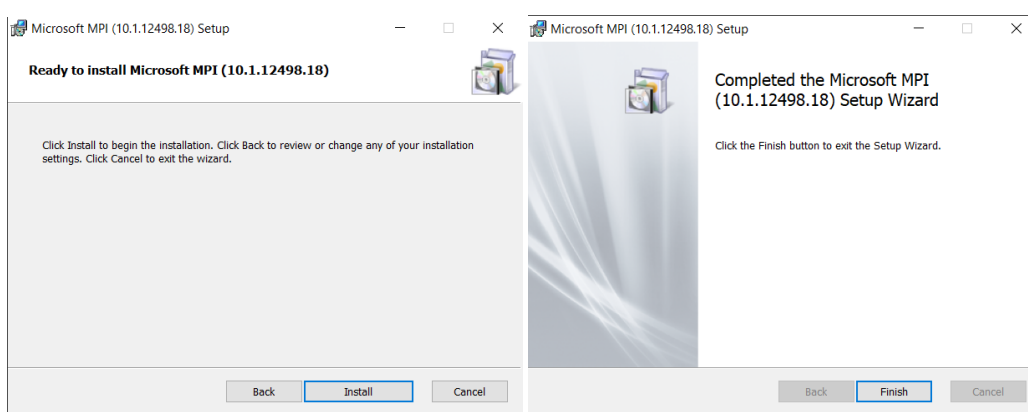 Microsoft MPI (10.1.12498.18) Setup
Ready to install Microsoft MPI (10.1.12498.18)
Click Install to begin the installation. Click Back to review or change any of your installation
settings. Click Cancel to exit the wizard.
Back
Install
Cancel
Microsoft MPI (10.1.12498.18) Setup
Completed the Microsoft MPI
(10.1.12498.18) Setup Wizard
Click the Finish button to exit the Setup Wizard.
Back
Finish
Cancel